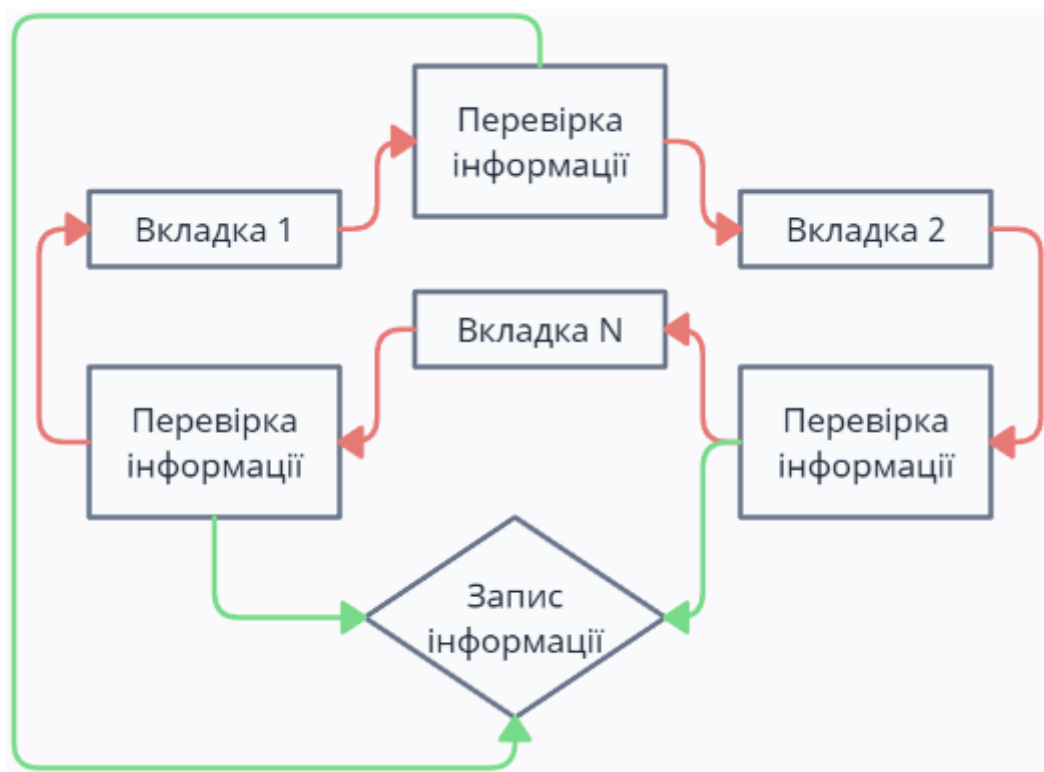 Перевірка
інформації
Вкладка 1
Вкладка 2
Вкладка N
Перевірка
інформації
Перевірка
інформації
Запис
інформації